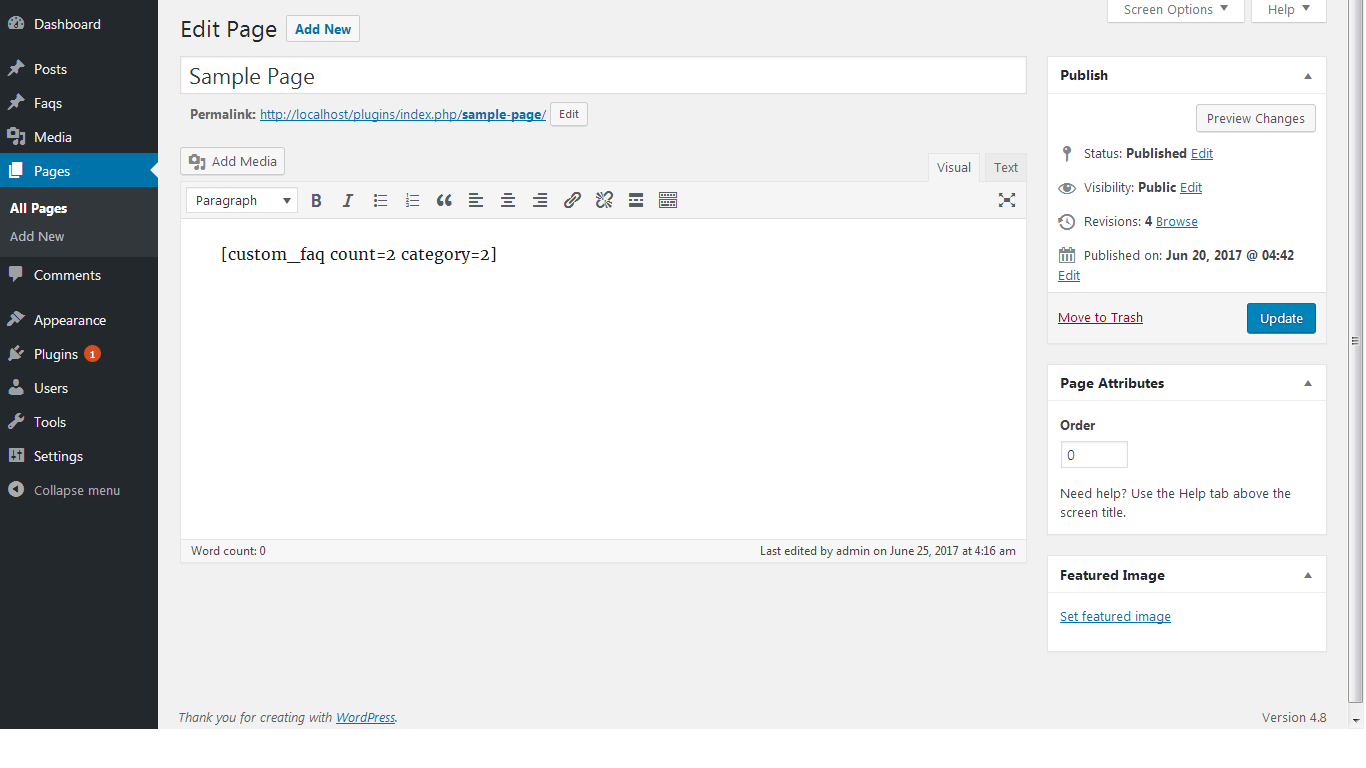 Dashboard
Posts
Faqs
Media
Pages
All Pages
Add New
Comments
Appearance
Plugins 1
Users
Tools
Settings
Collapse menu
Screen Options Help
Edit Page Add New
Sample Page
Permalink: http://localhost/plugins/index.php/sample-page/ Edit
Add Media
Visual Text
Paragraph
[custom_faq count=2 category=2]
Word count: 0 Last edited by admin on June 25, 2017 at 4:16 am
Publish
Preview Changes
Status: Published Edit
Visibility: Public Edit
Revisions: 4 Browse
Published on: Jun 20, 2017 @ 04:42
Edit
Move to Trash Update
Page Attributes
Order
0
Need help? Use the Help tab above the
screen title.
Featured Image
Set featured image
Thank you for creating with WordPress. Version 4.8